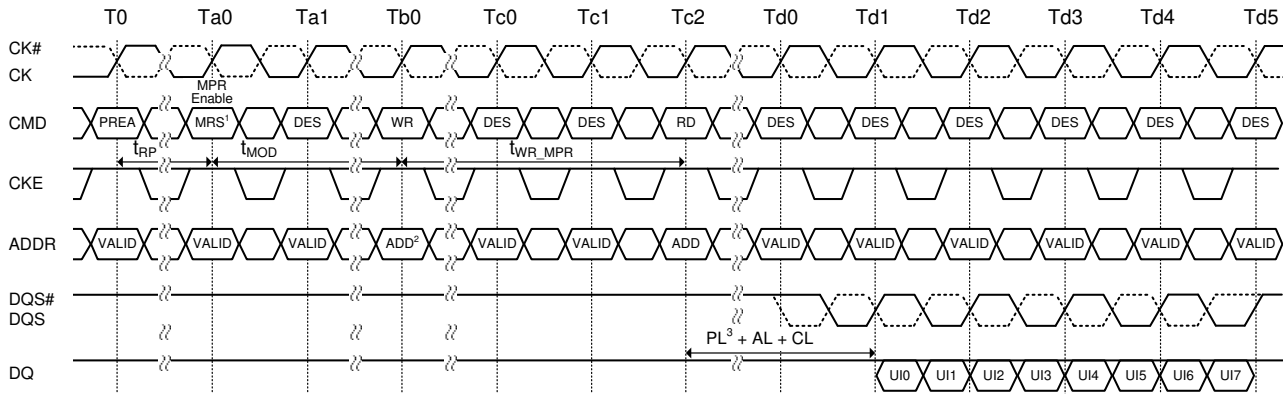 T0 Ta0 Ta1 Tb0 Tc0 Tc1 Tc2 Td0 Td1 Td2 Td3 Td4 Td5
CK#
CK
MPR
Enable
CMD PREA MRS¹ DES WR DES DES RD DES DES DES DES DES DES
tRP tMOD tWR_MPR
CKE
ADDR VALID VALID VALID ADD² VALID VALID ADD VALID VALID VALID VALID VALID VALID
DQS#
DQS
PL³ + AL + CL
DQ UI0 UI1 UI2 UI3 UI4 UI5 UI6 UI7